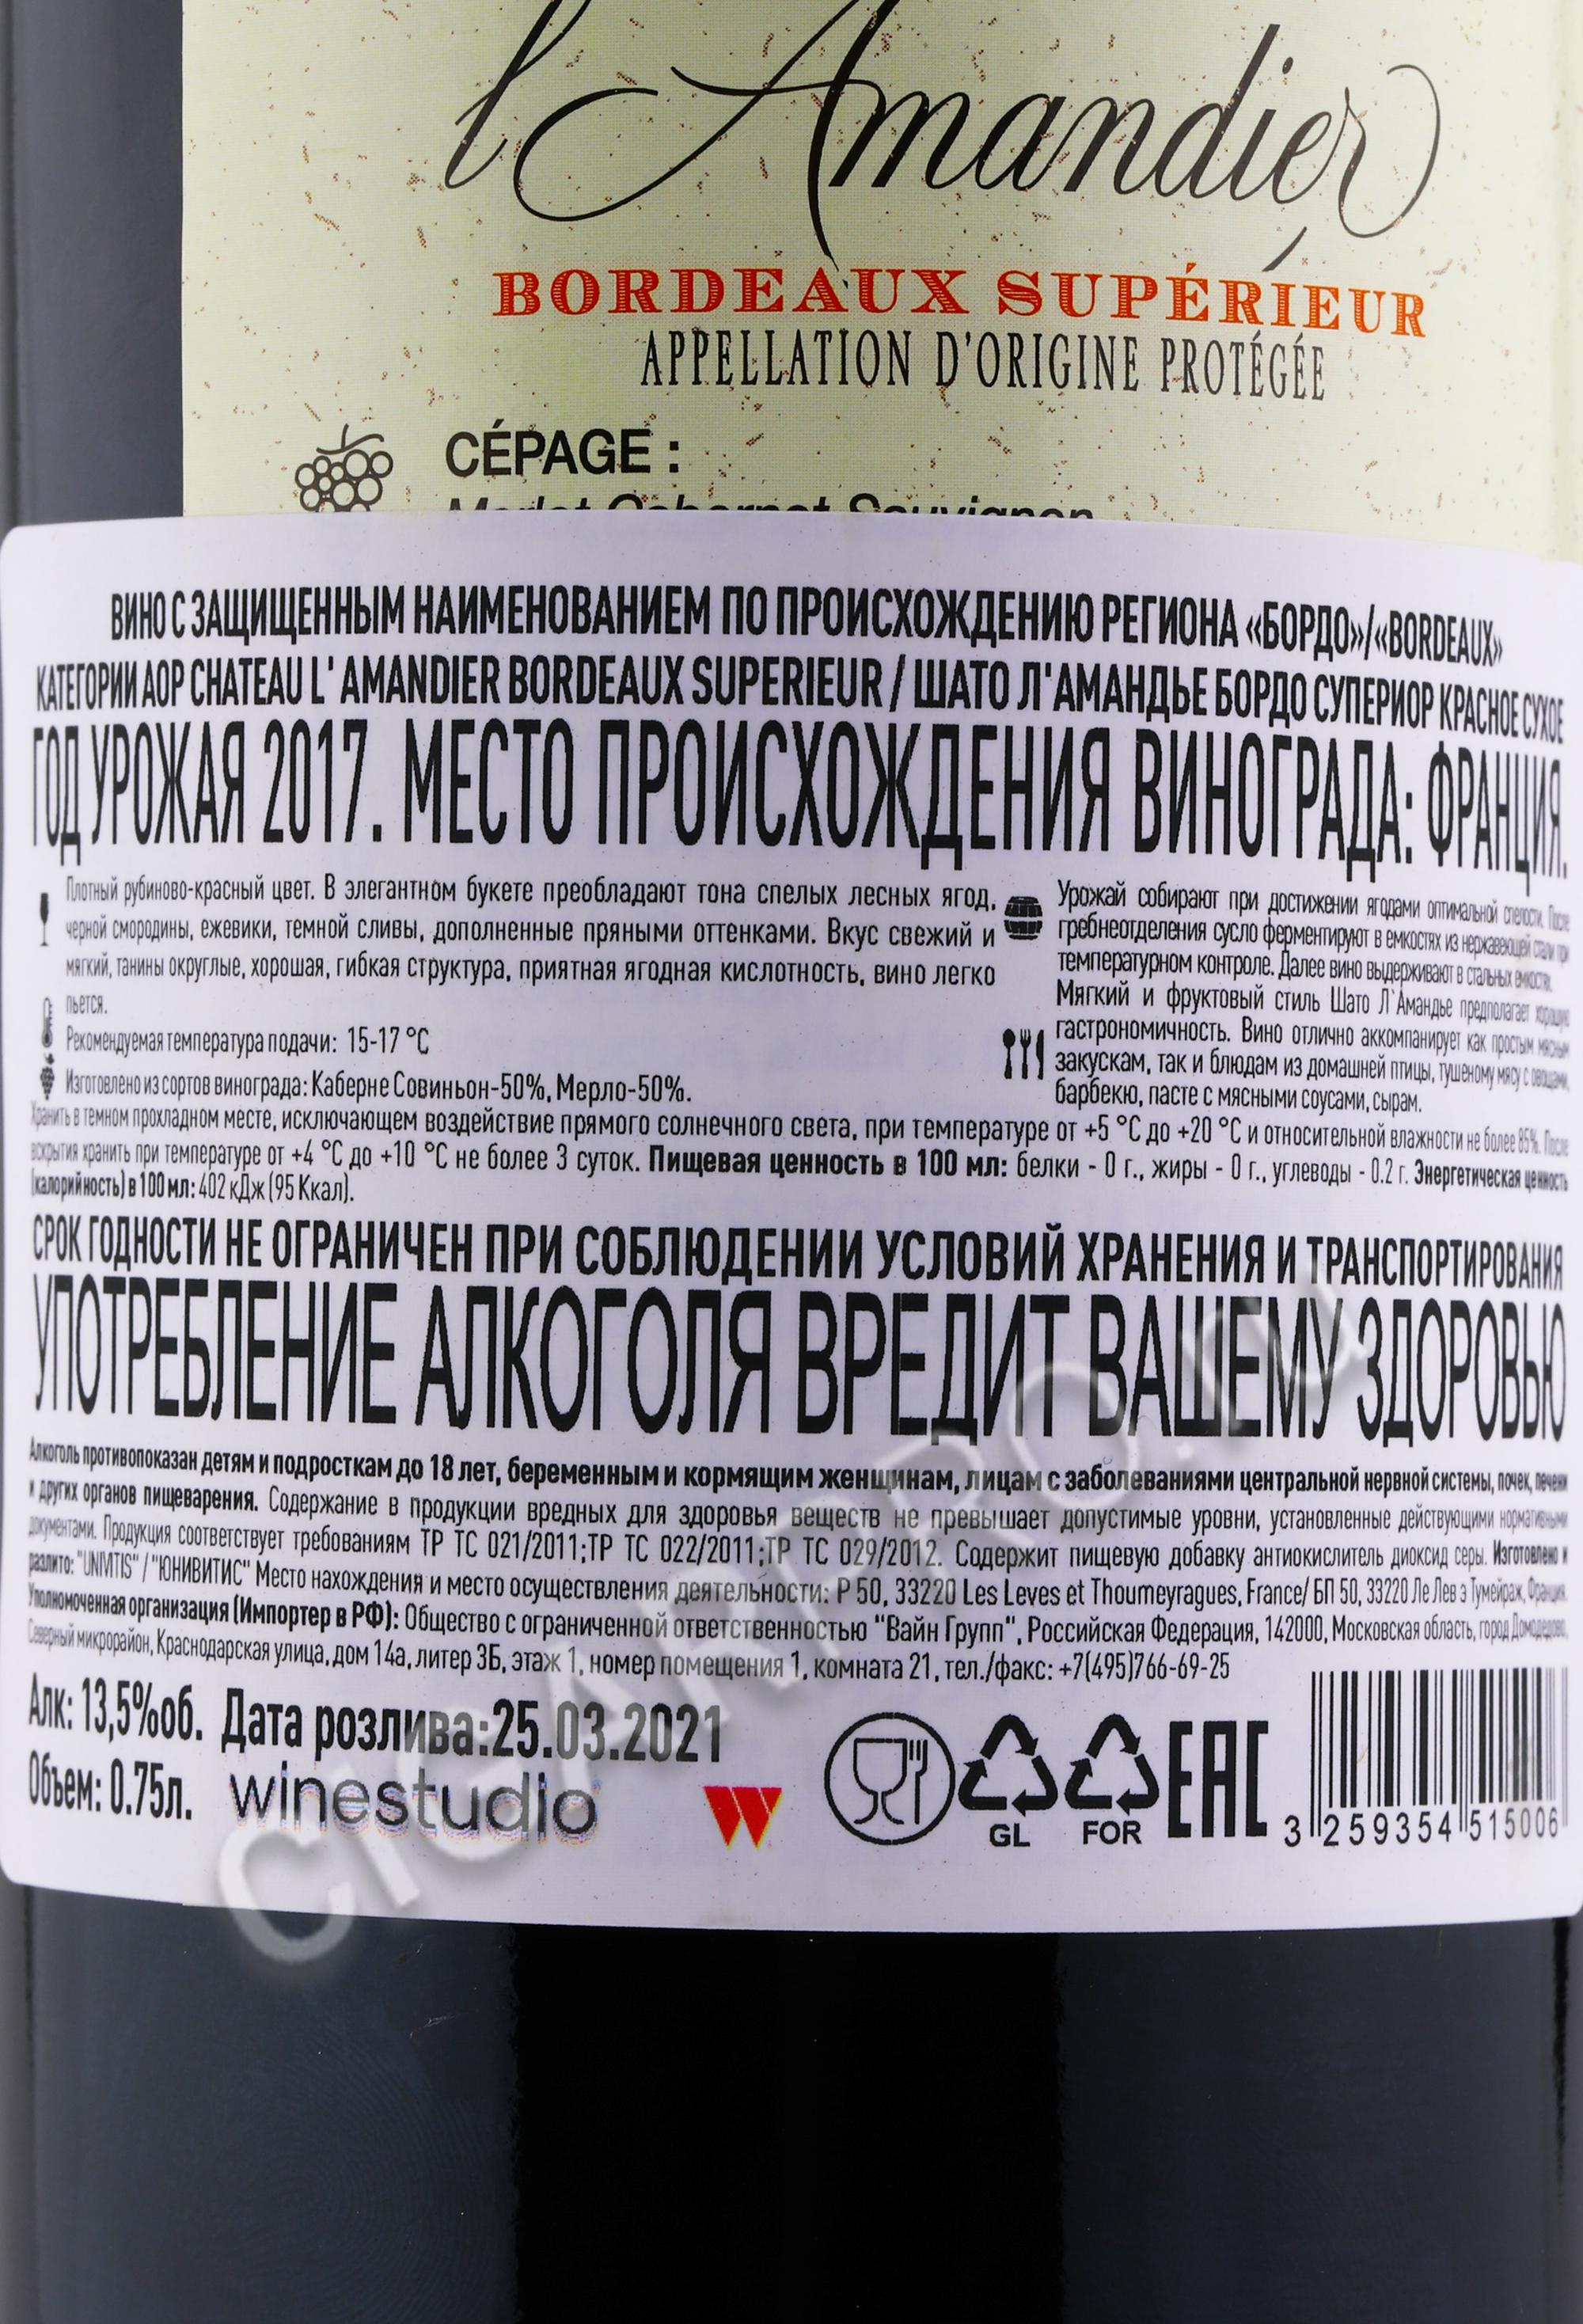 l'Amandier
BORDEAUX SUPÉRIEUR
APPELLATION D'ORIGINE PROTÉGÉE
CÉPAGE :
Merlot Cabernet Sauvignon
ВИНО С ЗАЩИЩЕННЫМ НАИМЕНОВАНИЕМ ПО ПРОИСХОЖДЕНИЮ РЕГИОНА «БОРДО»/«BORDEAUX»
КАТЕГОРИИ AOP CHATEAU L' AMANDIER BORDEAUX SUPERIEUR / ШАТО Л'АМАНДЬЕ БОРДО СУПЕРИОР КРАСНОЕ СУХОЕ
ГОД УРОЖАЯ 2017. МЕСТО ПРОИСХОЖДЕНИЯ ВИНОГРАДА: ФРАНЦИЯ.
Плотный рубиново-красный цвет. В элегантном букете преобладают тона спелых лесных ягод,
черной смородины, ежевики, темной сливы, дополненные пряными оттенками. Вкус свежий и
мягкий, танины округлые, хорошая, гибкая структура, приятная ягодная кислотность, вино легко
пьется.
Рекомендуемая температура подачи: 15-17 °C
Изготовлено из сортов винограда: Каберне Совиньон-50%, Мерло-50%.
Урожай собирают при достижении ягодами оптимальной спелости. После
гребнеотделения сусло ферментируют в емкостях из нержавеющей стали при
температурном контроле. Далее вино выдерживают в стальных емкостях.
Мягкий и фруктовый стиль Шато Л`Амандье предполагает хорошую
гастрономичность. Вино отлично аккомпанирует как простым мясным
закускам, так и блюдам из домашней птицы, тушеному мясу с овощами,
барбекю, пасте с мясными соусами, сырам.
Хранить в темном прохладном месте, исключающем воздействие прямого солнечного света, при температуре от +5 °C до +20 °C и относительной влажности не более 85%. После
вскрытия хранить при температуре от +4 °C до +10 °C не более 3 суток. Пищевая ценность в 100 мл: белки - 0 г., жиры - 0 г., углеводы - 0.2 г. Энергетическая ценность
(калорийность) в 100 мл: 402 кДж (95 Ккал).
СРОК ГОДНОСТИ НЕ ОГРАНИЧЕН ПРИ СОБЛЮДЕНИИ УСЛОВИЙ ХРАНЕНИЯ И ТРАНСПОРТИРОВАНИЯ
УПОТРЕБЛЕНИЕ АЛКОГОЛЯ ВРЕДИТ ВАШЕМУ ЗДОРОВЬЮ
Алкоголь противопоказан детям и подросткам до 18 лет, беременным и кормящим женщинам, лицам с заболеваниями центральной нервной системы, почек, печени
и других органов пищеварения. Содержание в продукции вредных для здоровья веществ не превышает допустимые уровни, установленные действующими нормативными
документами. Продукция соответствует требованиям ТР ТС 021/2011;ТР ТС 022/2011;ТР ТС 029/2012. Содержит пищевую добавку антиокислитель диоксид серы. Изготовлено и
разлито: "UNIVITIS" / "ЮНИВИТИС" Место нахождения и место осуществления деятельности: P 50, 33220 Les Leves et Thoumeyragues, France/ БП 50, 33220 Ле Лев э Тумейраж, Франция.
Уполномоченная организация (Импортер в РФ): Общество с ограниченной ответственностью "Вайн Групп", Российская Федерация, 142000, Московская область, город Домодедово,
Северный микрорайон, Краснодарская улица, дом 14а, литер 3Б, этаж 1, номер помещения 1, комната 21, тел./факс: +7(495)766-69-25
Алк: 13,5%об. Дата розлива:25.03.2021
Объем: 0.75л. winestudio
GL FOR EAC
3 259354 515006
CIGARPRO.ru